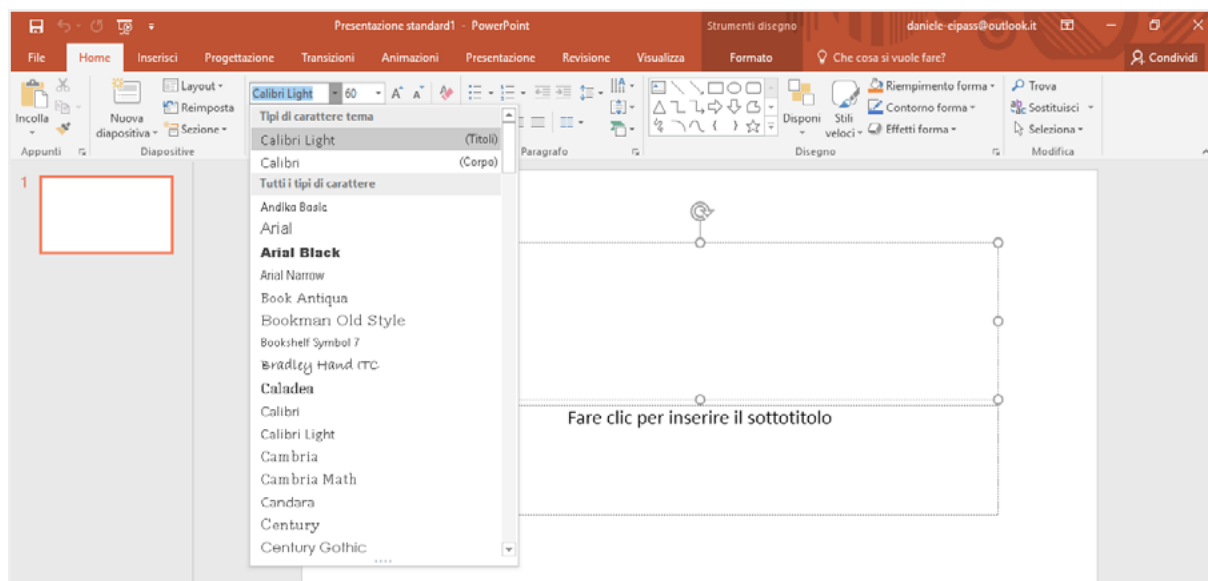 Presentazione standard1 - PowerPoint
Strumenti disegno
daniele-eipass@outlook.it
File Home Inserisci Progettazione Transizioni Animazioni Presentazione Revisione Visualizza Formato Che cosa si vuole fare? Condividi
Incolla
Nuova diapositiva
Layout
Reimposta
Sezione
Calibri Light 60
Disponi
Stili veloci
Riempimento forma
Contorno forma
Effetti forma
Trova
Sostituisci
Seleziona
Appunti Diapositive Paragrafo Disegno Modifica
Tipi di carattere tema
Calibri Light (Titoli)
Calibri (Corpo)
Tutti i tipi di carattere
Andika Basic
Arial
Arial Black
Arial Narrow
Book Antiqua
Bookman Old Style
Bookshelf Symbol 7
Bradley Hand ITC
Caladea
Calibri
Calibri Light
Cambria
Cambria Math
Candara
Century
Century Gothic
1
Fare clic per inserire il sottotitolo